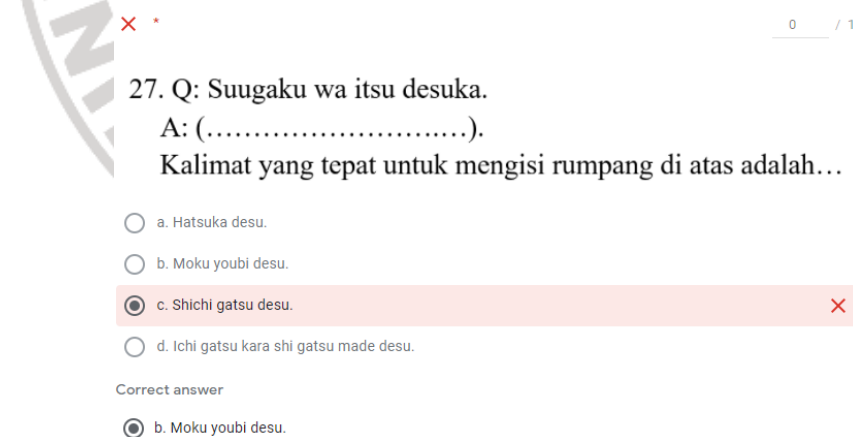 *
0 / 1
27. Q: Suugaku wa itsu desuka.
A: (..............................).
Kalimat yang tepat untuk mengisi rumpang di atas adalah…
a. Hatsuka desu.
b. Moku youbi desu.
c. Shichi gatsu desu.
d. Ichi gatsu kara shi gatsu made desu.
Correct answer
b. Moku youbi desu.